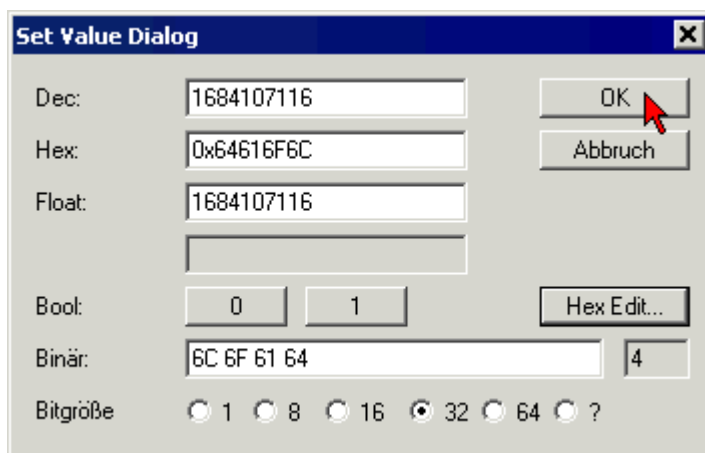 Set Value Dialog
Dec: 1684107116 OK
Hex: 0x64616F6C Abbruch
Float: 1684107116
Bool: 0 1 Hex Edit...
Binär: 6C 6F 61 64 4
Bitgröße 1 8 16 32 64 ?